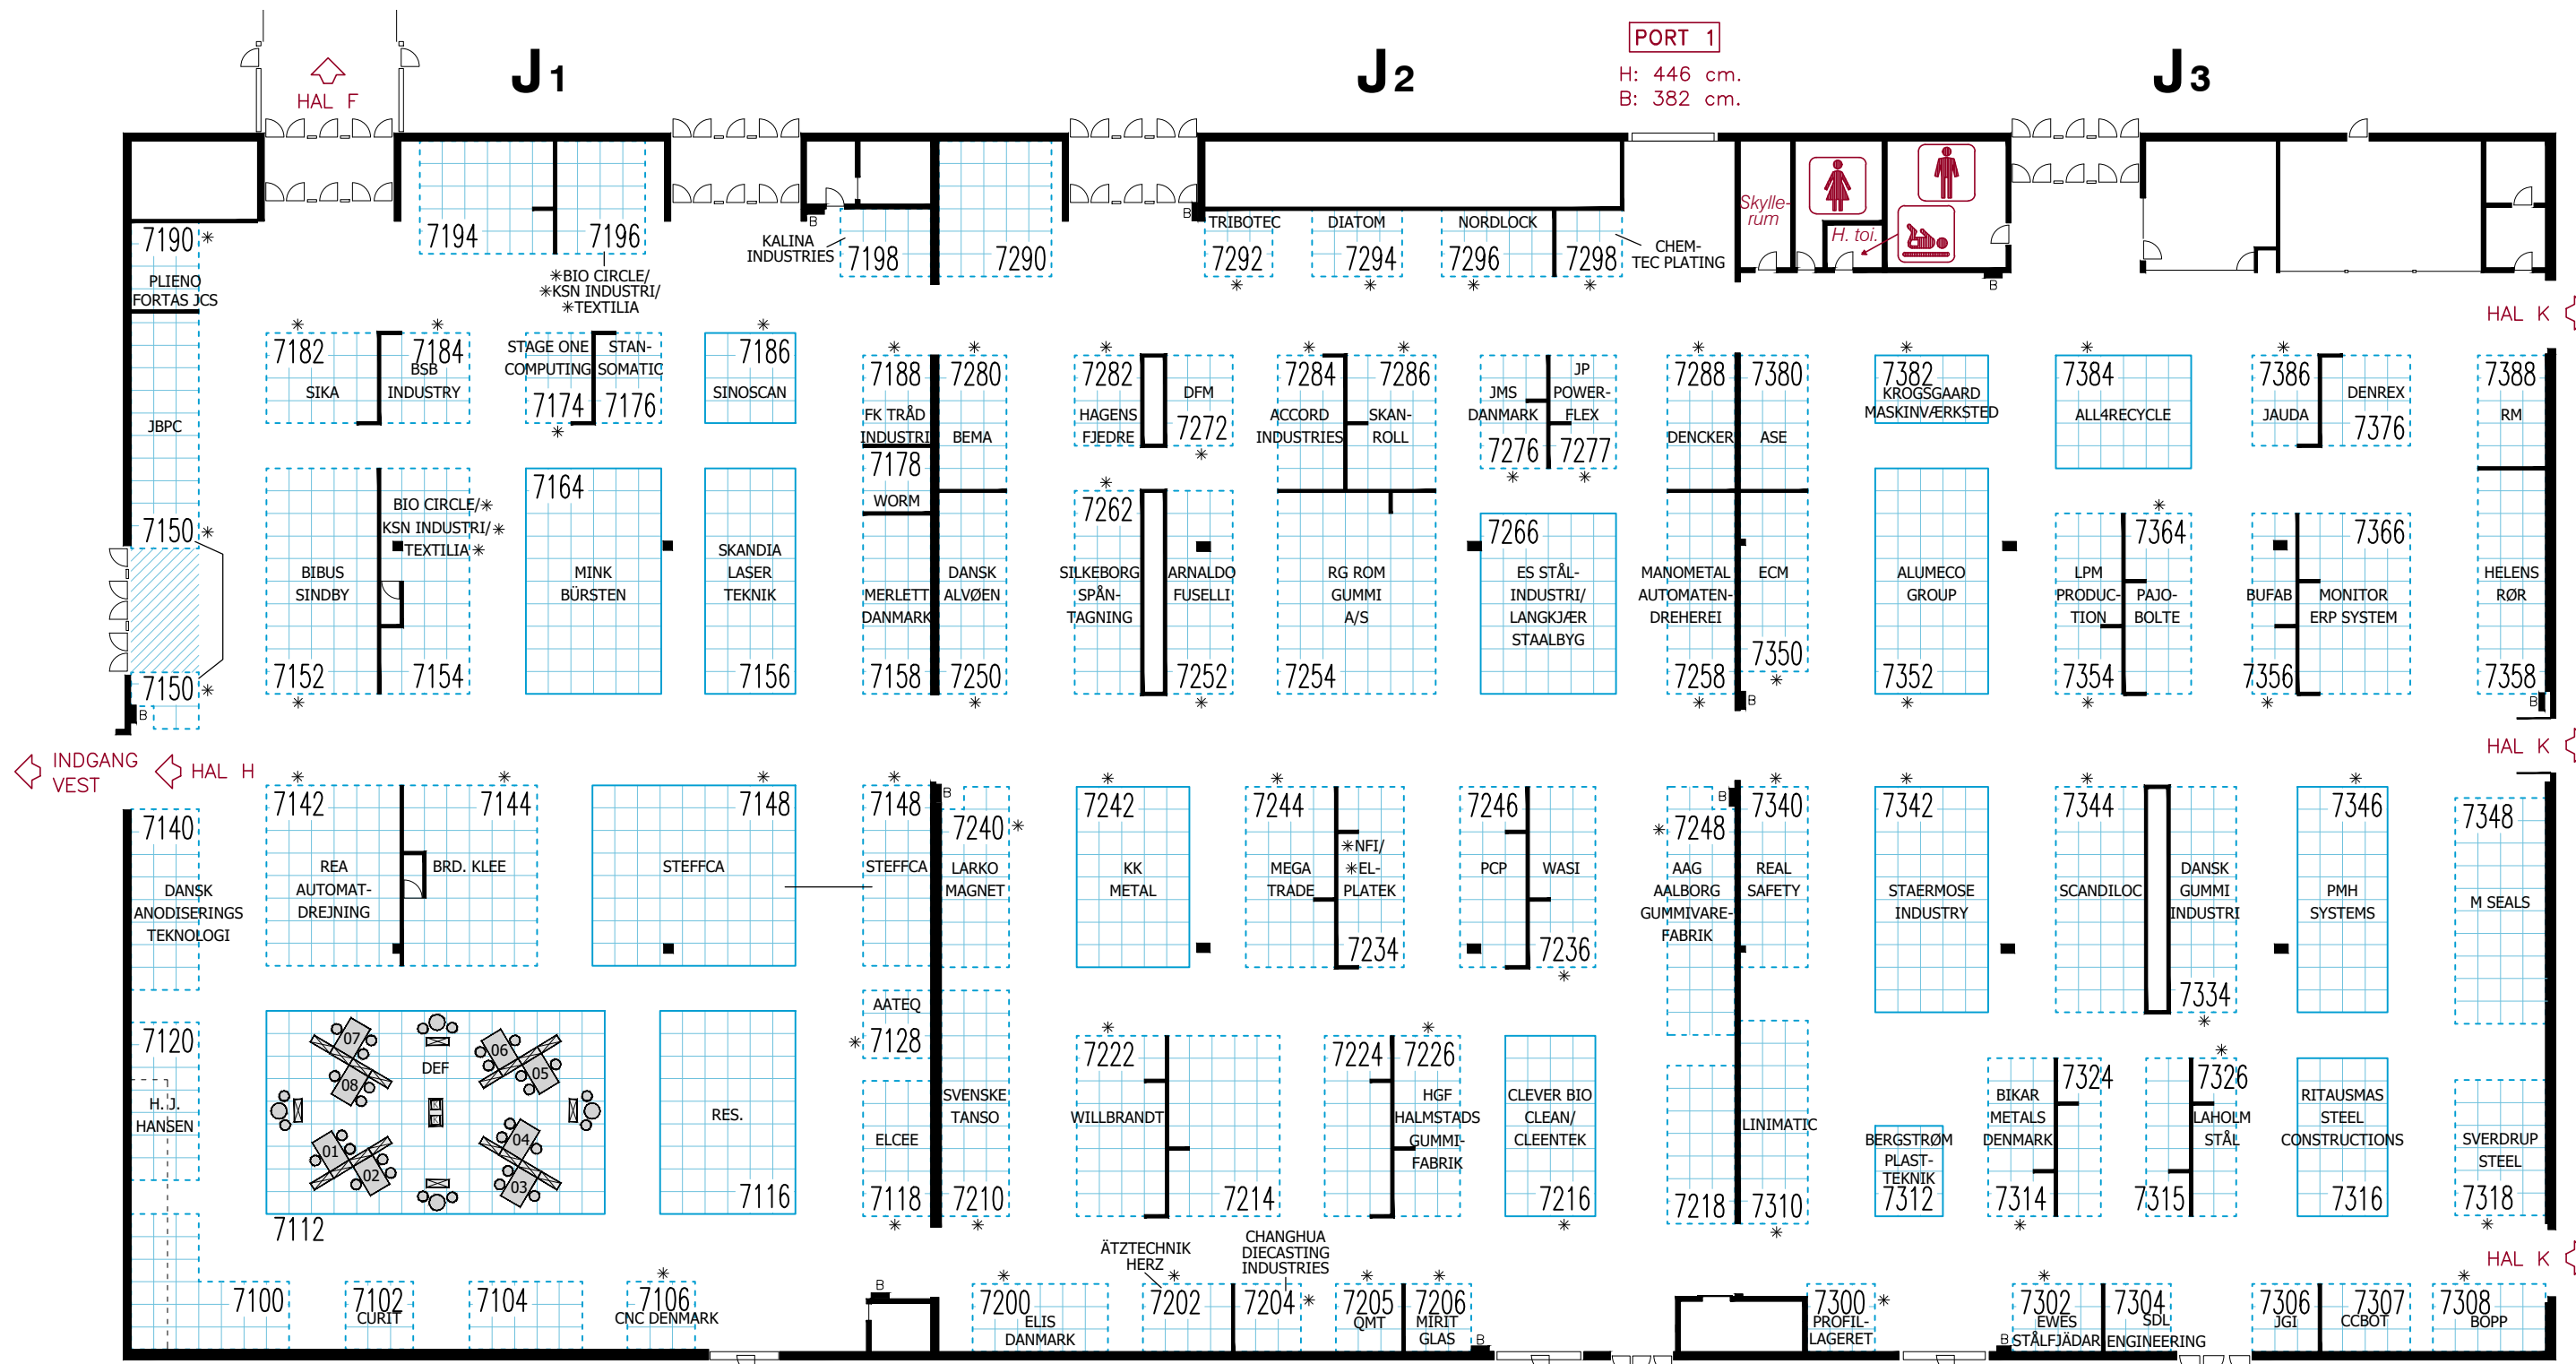 J1
J2
J3
PORT 1
H: 446 cm.
B: 382 cm.
HAL F
7190
PLIENO
FORTAS JCS
7194
7196
BIO CIRCLE/
KSN INDUSTRI/
TEXTILIA
B
KALINA
INDUSTRIES
7198
7290
B
TRIBOTEC
7292
DIATOM
7294
NORDLOCK
7296
7298
CHEM-
TEC PLATING
Skylle-
rum
H. toi.
B
HAL K
7182
SIKA
7184
BSB
INDUSTRY
STAGE ONE
COMPUTING
7174
STAN-
SOMATIC
7176
7186
SINOSCAN
7188
FK TRÅD
INDUSTRI
7280
BEMA
7282
HAGENS
FJEDRE
DFM
7272
7284
ACCORD
INDUSTRIES
7286
SKAN-
ROLL
JMS
DANMARK
7276
JP
POWER-
FLEX
7277
7288
DENCKER
7380
ASE
7382
KROGSGAARD
MASKINVÆRKSTED
7384
ALL4RECYCLE
7386
JAUDA
DENREX
7376
7388
RM
JBPC
7150
BIO CIRCLE/
KSN INDUSTRI/
TEXTILIA
BIBUS
SINDBY
7152
7154
7164
MINK
BÜRSTEN
SKANDIA
LASER
TEKNIK
7156
7178
WORM
MERLETT
DANMARK
7158
DANSK
ALVØEN
7250
7262
SILKEBORG
SPÅN-
TAGNING
ARNALDO
FUSELLI
7252
RG ROM
GUMMI
A/S
7254
7266
ES STÅL-
INDUSTRI/
LANGKJÆR
STAALBYG
MANOMETAL
AUTOMATEN-
DREHEREI
7258
ECM
7350
B
ALUMECO
GROUP
7352
LPM
PRODUC-
TION
7354
7364
PAJO-
BOLTE
BUFAB
7356
7366
MONITOR
ERP SYSTEM
HELENS
RØR
7358
B
7150
B
INDGANG
VEST
HAL H
HAL K
7140
DANSK
ANODISERINGS
TEKNOLOGI
7142
REA
AUTOMAT-
DREJNING
7144
BRD. KLEE
7148
STEFFCA
7148
STEFFCA
B
7240
LARKO
MAGNET
7242
KK
METAL
7244
MEGA
TRADE
NFI/
EL-
PLATEK
7234
7246
PCP
WASI
7236
B
7248
AAG
AALBORG
GUMMIVARE-
FABRIK
7340
REAL
SAFETY
7342
STAERMOSE
INDUSTRY
7344
SCANDILOC
DANSK
GUMMI
INDUSTRI
7334
7346
PMH
SYSTEMS
7348
M SEALS
7120
H.J.
HANSEN
07
08
DEF
06
05
01
02
04
03
7112
RES.
7116
AATEQ
7128
ELCEE
7118
SVENSKE
TANSO
7210
7222
WILLBRANDT
7214
7224
7226
HGF
HALMSTADS
GUMMI-
FABRIK
CLEVER BIO
CLEAN/
CLEENTEK
7216
7218
LINIMATIC
7310
BERGSTRØM
PLAST-
TEKNIK
7312
BIKAR
METALS
DENMARK
7314
7324
7315
7326
LAHOLM
STÅL
RITAUSMAS
STEEL
CONSTRUCTIONS
7316
SVERDRUP
STEEL
7318
HAL K
7100
7102
CURIT
7104
7106
CNC DENMARK
B
7200
ELIS
DANMARK
ÄTZTECHNIK
HERZ
7202
CHANGHUA
DIECASTING
INDUSTRIES
7204
7205
QMT
7206
MIRIT
GLAS
B
7300
PROFIL-
LAGERET
B
7302
EWES
STÅLFJÄDAR
7304
SDL
ENGINEERING
7306
JGI
7307
CCBOT
7308
BOPP